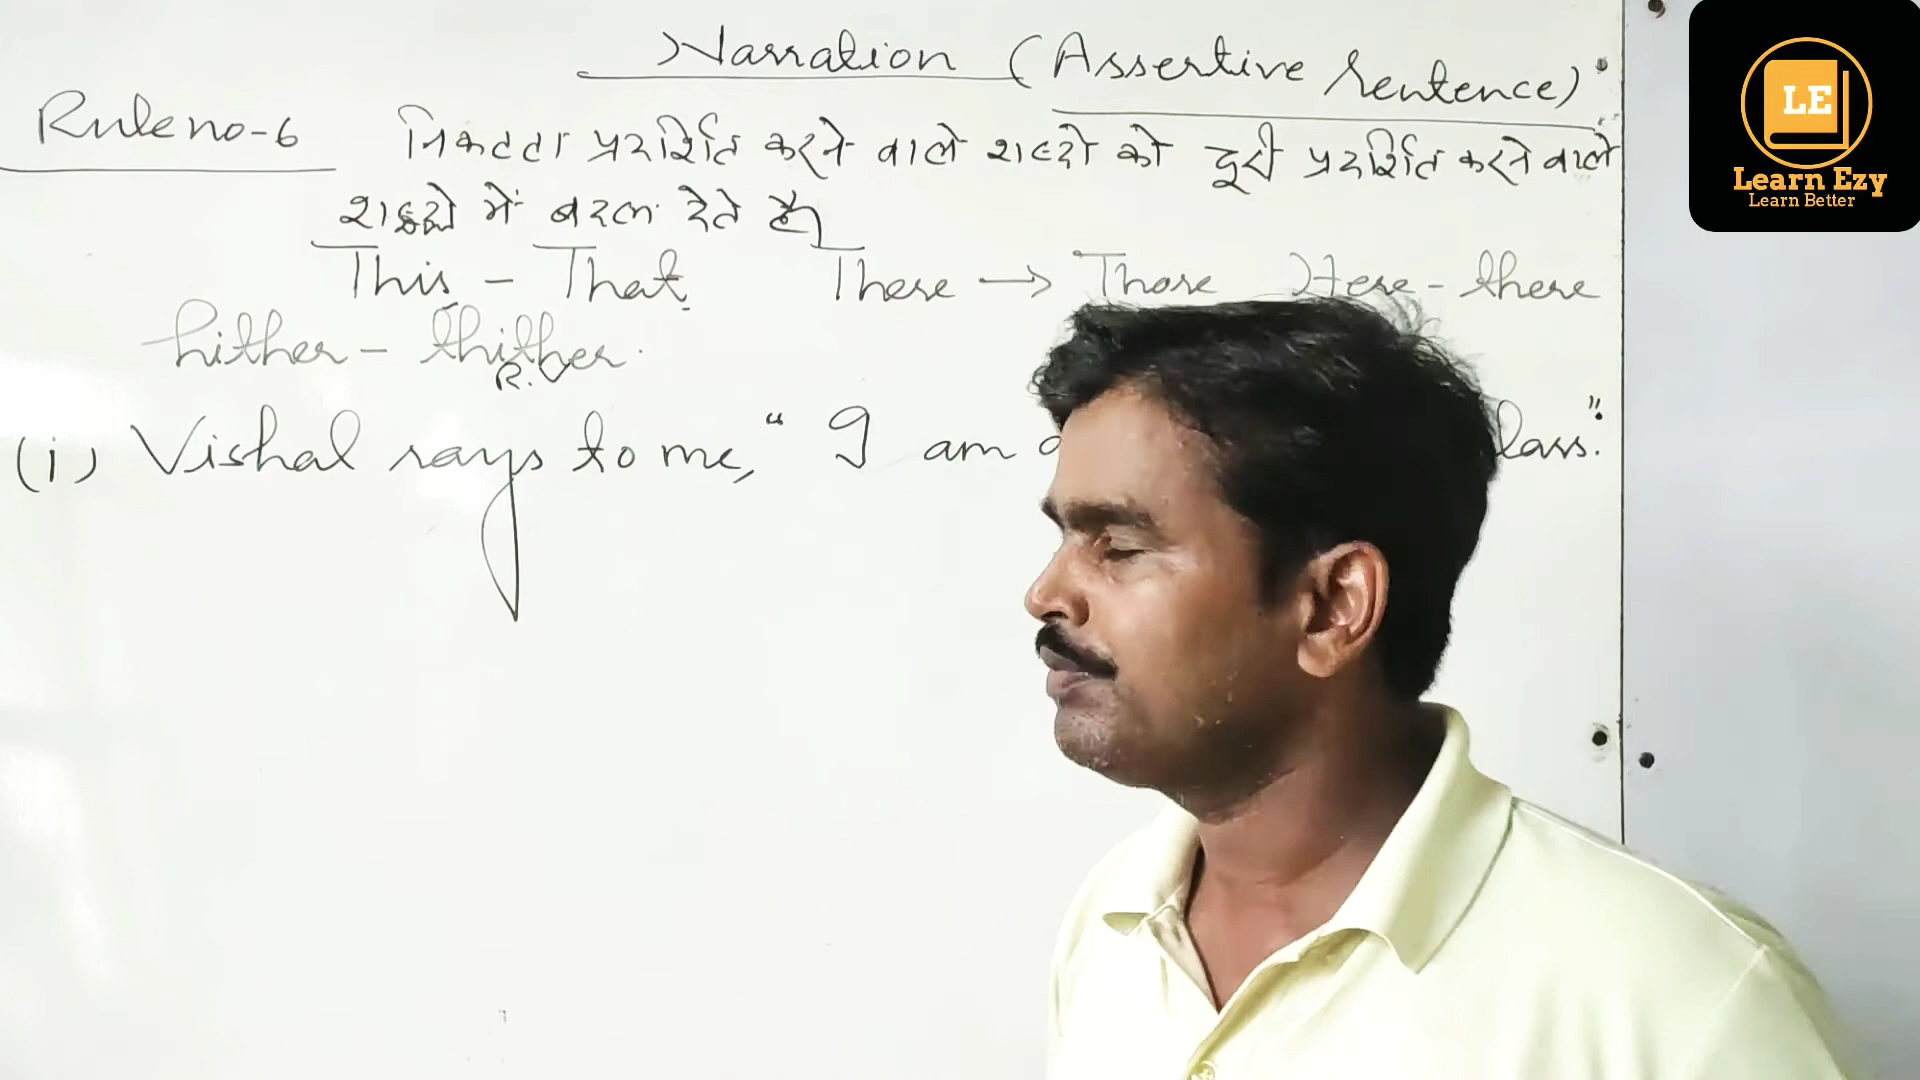 Narration (Assertive Sentence)
Rule no-6 निकटता प्रदर्शित करने वाले शब्दो को दूरी प्रदर्शित करने वाले
शब्दो में बदल देते है।
This - That These → Those Here - there
hither - thither
R.V
(i) Vishal says to me, “I am lass.”
LE
Learn Ezy
Learn Better